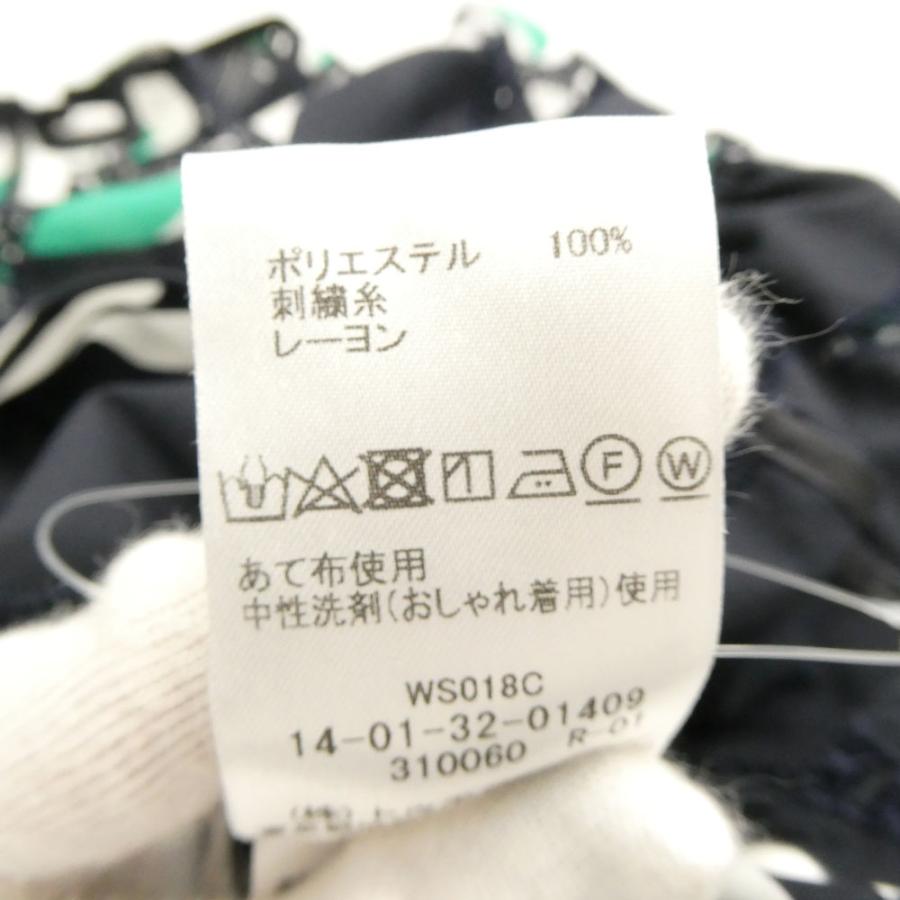 ポリエステル 100%
刺繍糸
レーヨン
F W
あて布使用
中性洗剤(おしゃれ着用)使用
WS018C
14-01-32-01409
310060 R-01
(株)